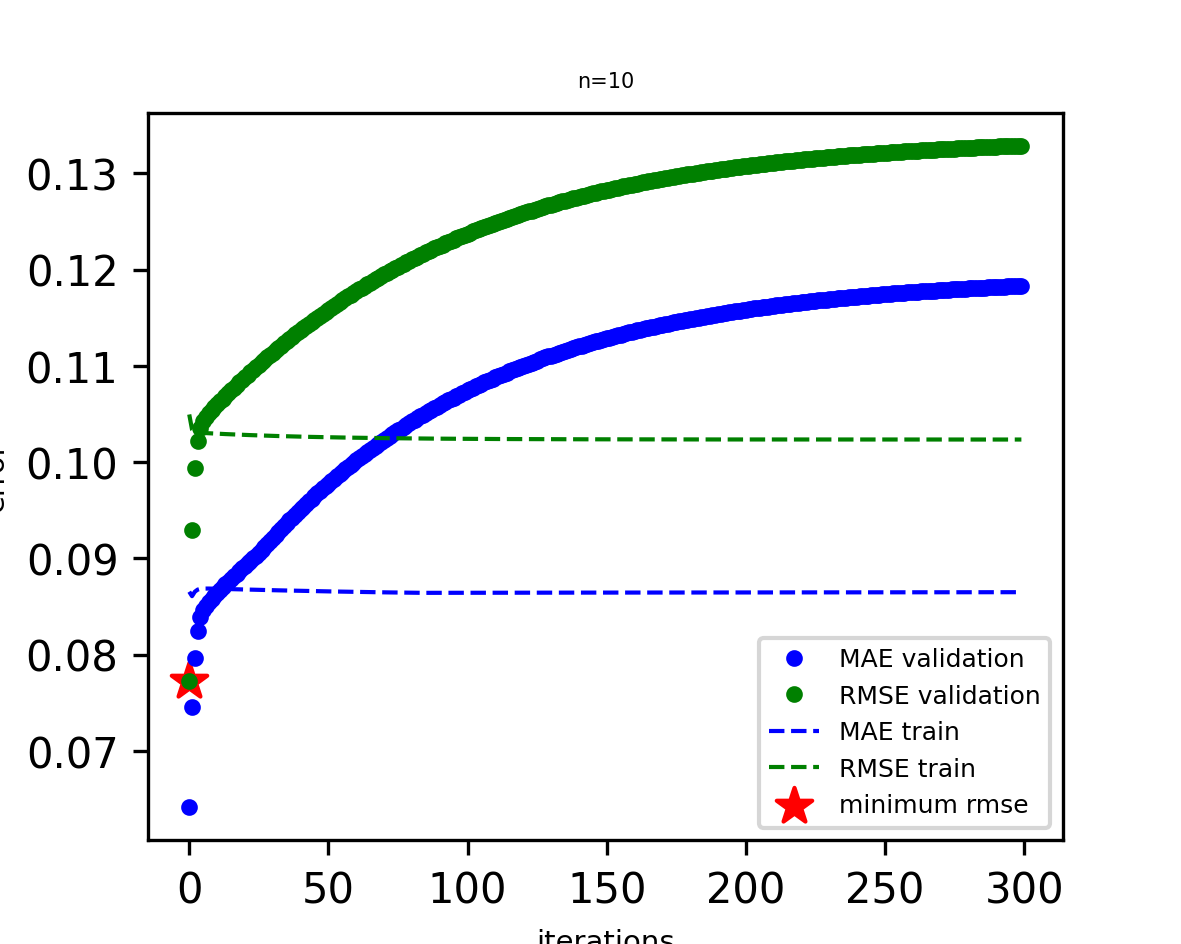 n=10
0.13
0.12
0.11
0.10
0.09
0.08
0.07
0 50 100 150 200 250 300
iterations
MAE validation
RMSE validation
MAE train
RMSE train
minimum rmse